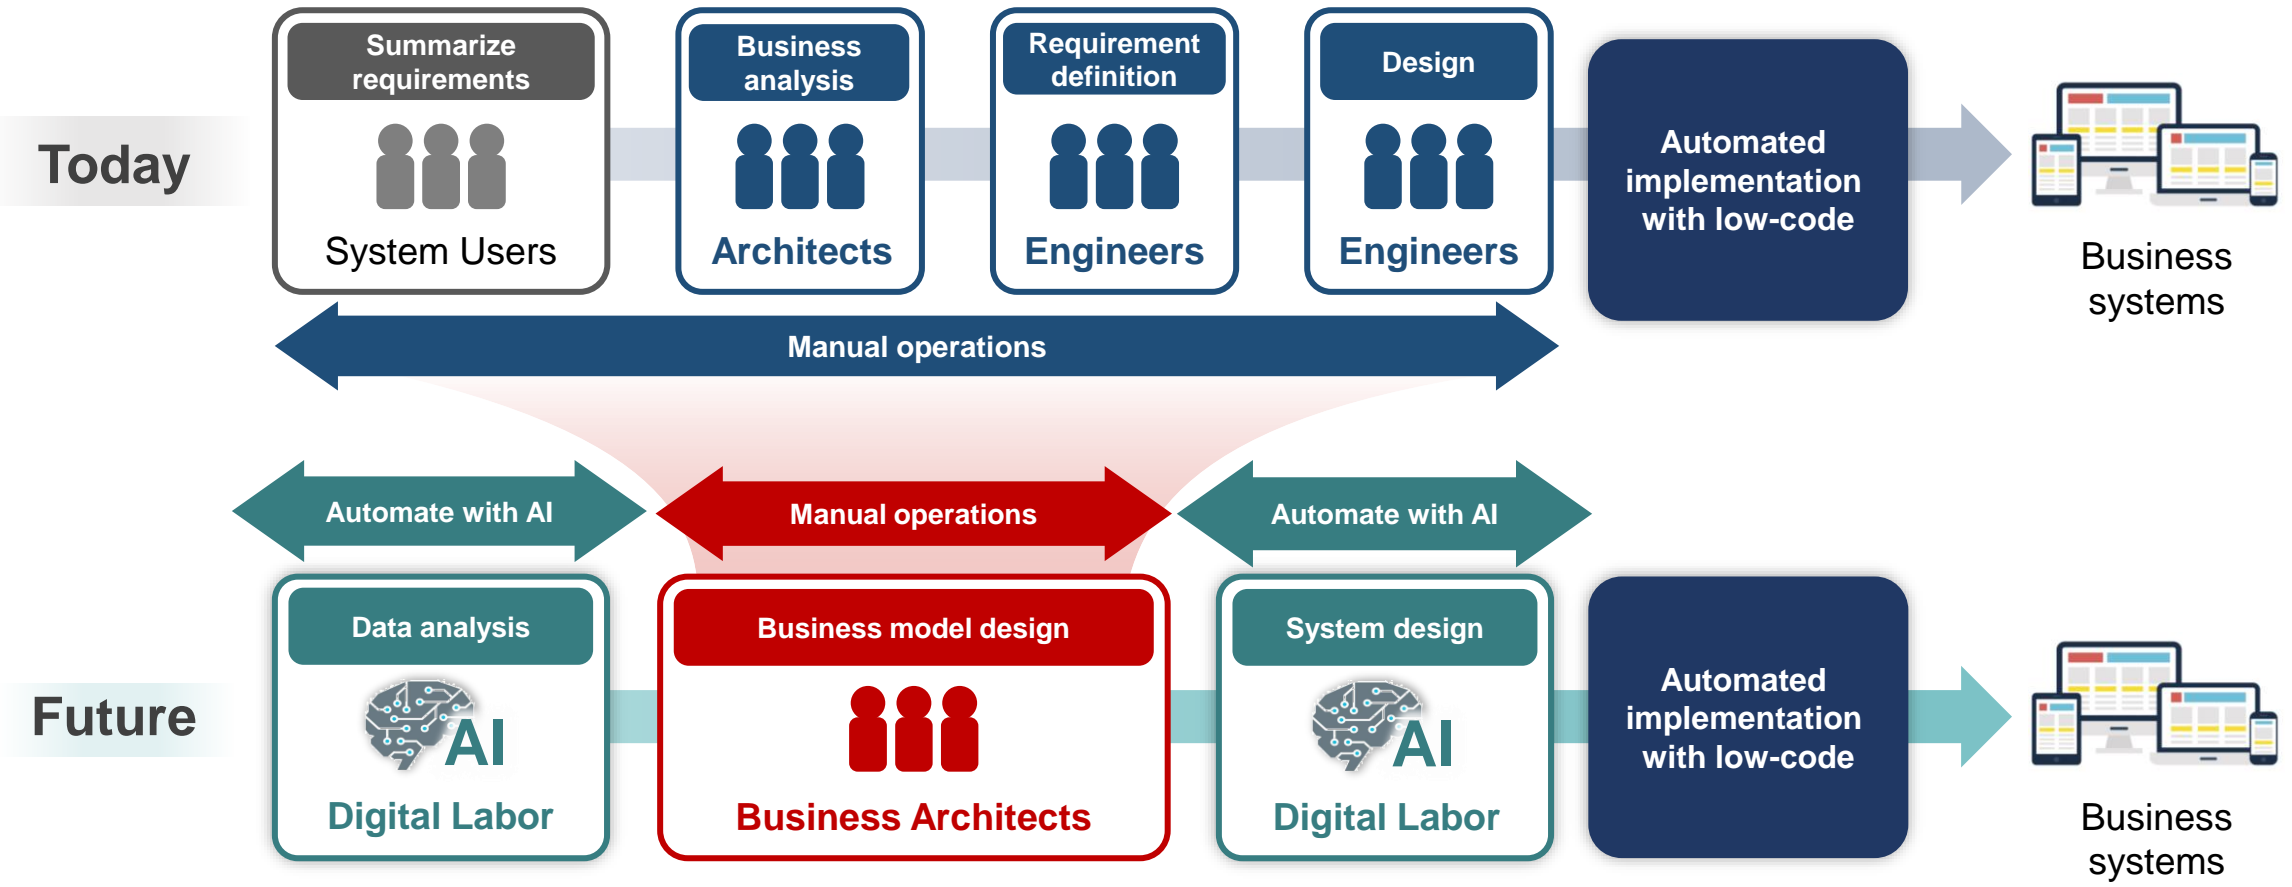 Today
Summarize
requirements
System Users
Business
analysis
Architects
Requirement
definition
Engineers
Design
Engineers
Automated
implementation
with low-code
Business
systems
Manual operations
Automate with AI
Manual operations
Automate with AI
Future
Data analysis
AI
Digital Labor
Business model design
Business Architects
System design
AI
Digital Labor
Automated
implementation
with low-code
Business
systems